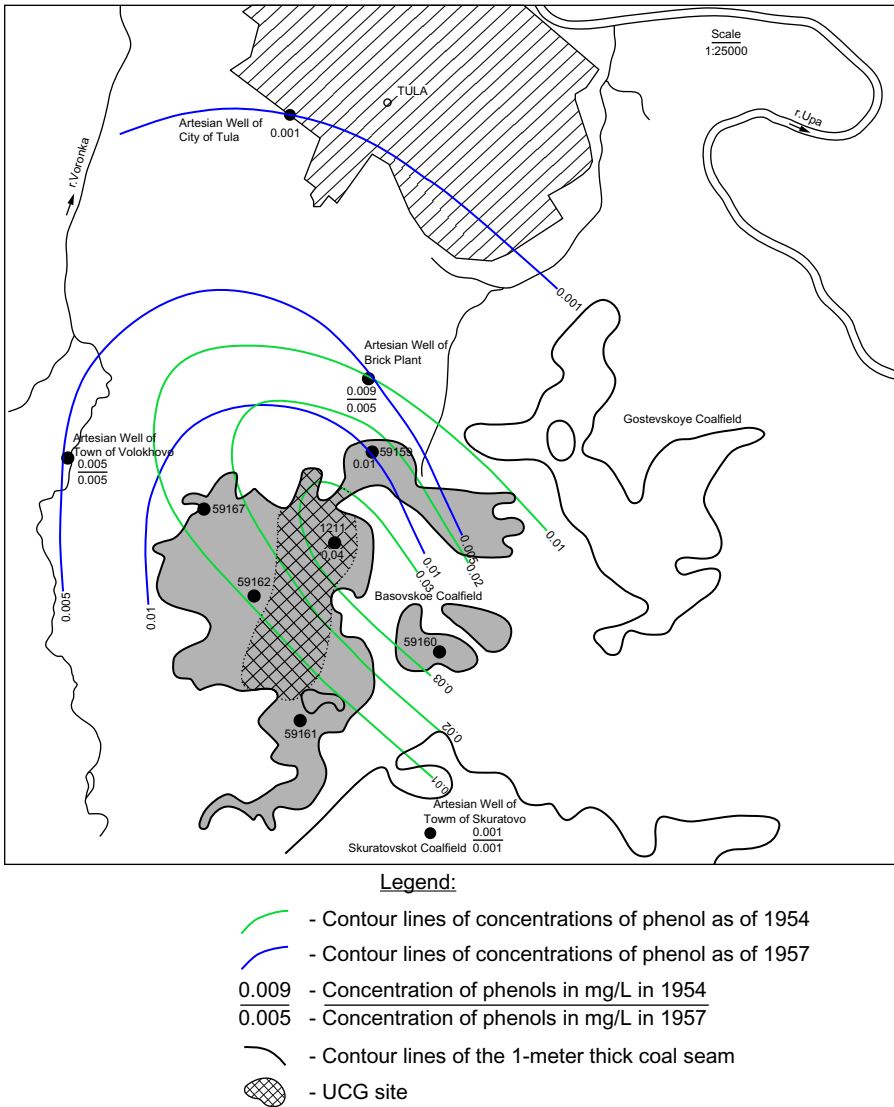 Scale
1:25000
TULA
r.Upa
Artesian Well of
City of Tula
0.001
r.Voronka
0.001
Artesian Well of
Brick Plant
0.009
0.005
Gostevskoye Coalfield
Artesian Well of
Town of Volokhovo
0.005
0.005
59159
0.01
59167
1211
0.04
0.005
0.01
0.01
0.02
0.03
59162
Basovskoe Coalfield
0.005
0.01
59160
0.03
0.02
59161
0.01
Artesian Well of
Towm of Skuratovo
0.001
0.001
Skuratovskot Coalfield
Legend:
- Contour lines of concentrations of phenol as of 1954
- Contour lines of concentrations of phenol as of 1957
0.009 - Concentration of phenols in mg/L in 1954
0.005 - Concentration of phenols in mg/L in 1957
- Contour lines of the 1-meter thick coal seam
- UCG site